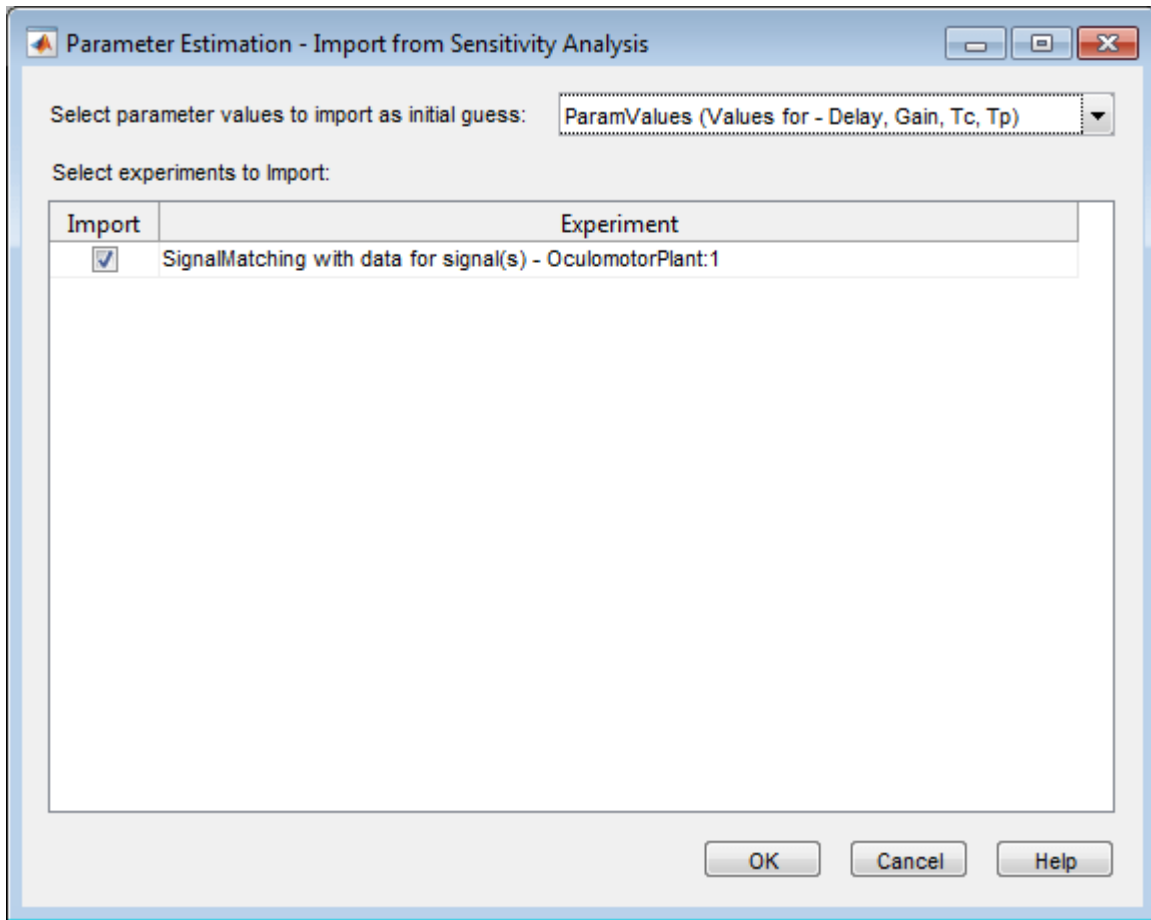 Parameter Estimation - Import from Sensitivity Analysis
Select parameter values to import as initial guess: ParamValues (Values for - Delay, Gain, Tc, Tp)
Select experiments to Import:
Import Experiment
SignalMatching with data for signal(s) - OculomotorPlant:1
OK Cancel Help